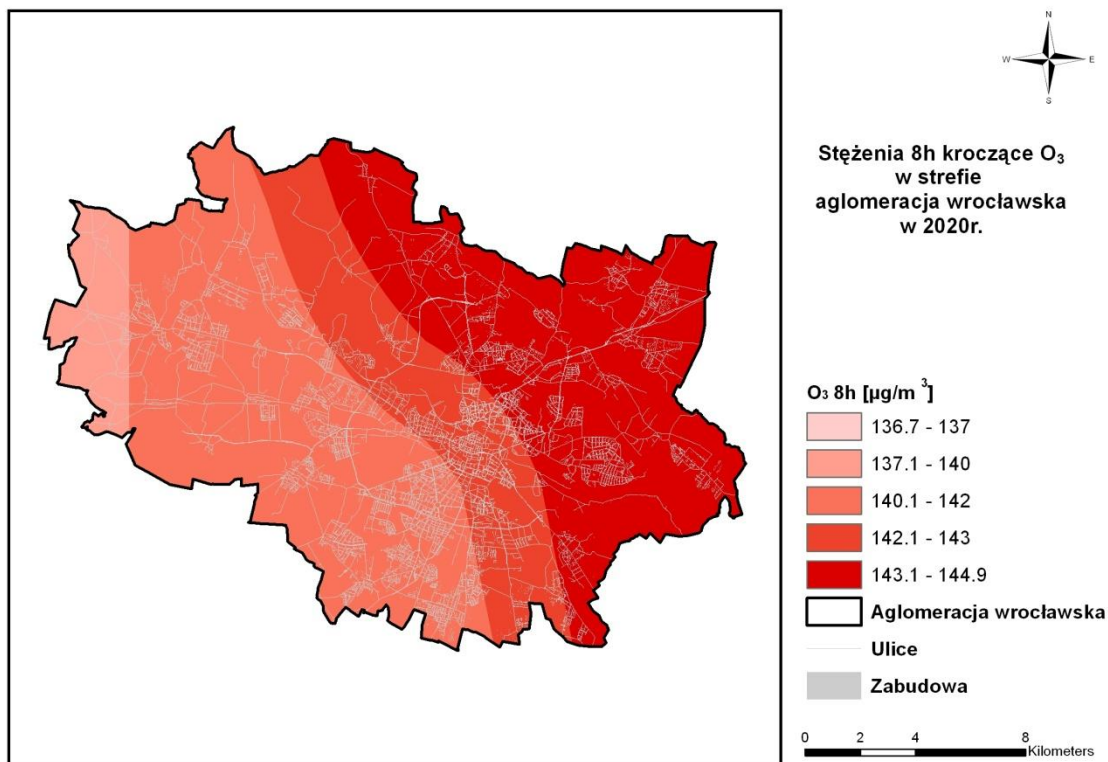 N
W E
S
Stężenia 8h kroczące O₃
w strefie
aglomeracja wrocławska
w 2020r.
O₃ 8h [µg/m³]
136.7 - 137
137.1 - 140
140.1 - 142
142.1 - 143
143.1 - 144.9
Aglomeracja wrocławska
Ulice
Zabudowa
0 2 4 8
Kilometers